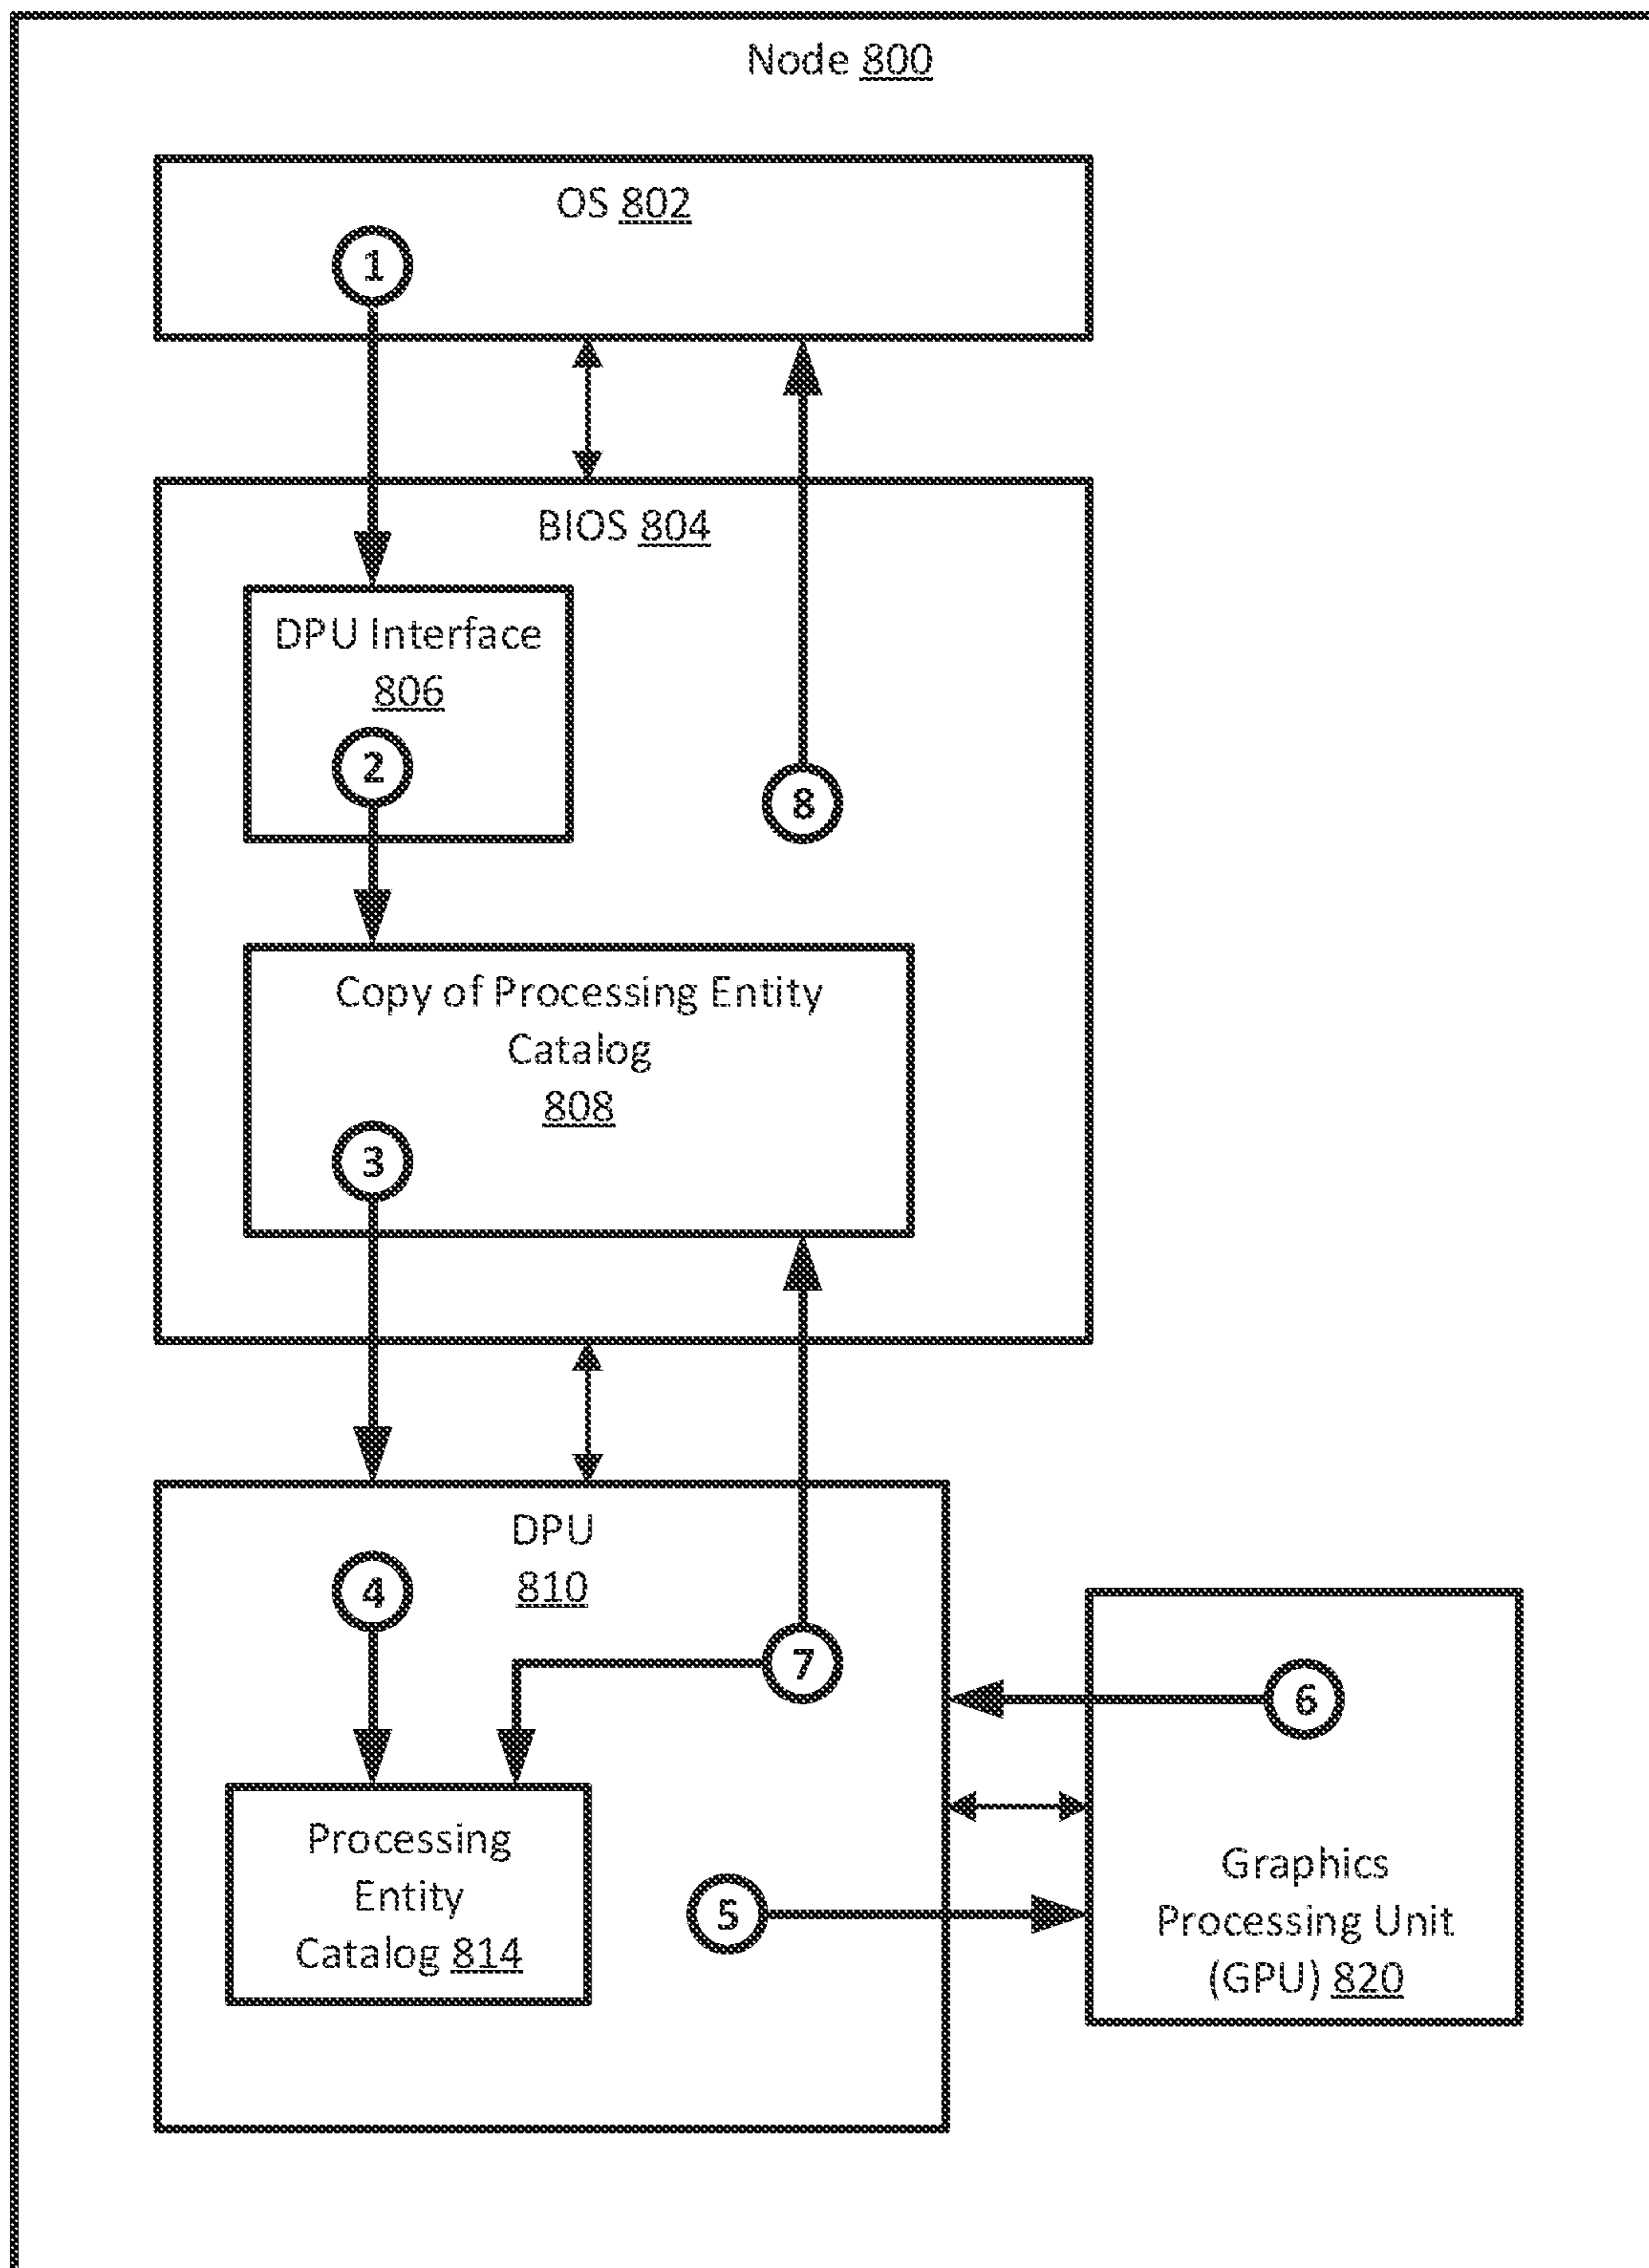 Node 800
OS 802
1
BIOS 804
DPU Interface
806
2
8
Copy of Processing Entity
Catalog
808
3
DPU
810
4
7
6
Processing
Entity
Catalog 814
5
Graphics
Processing Unit
(GPU) 820